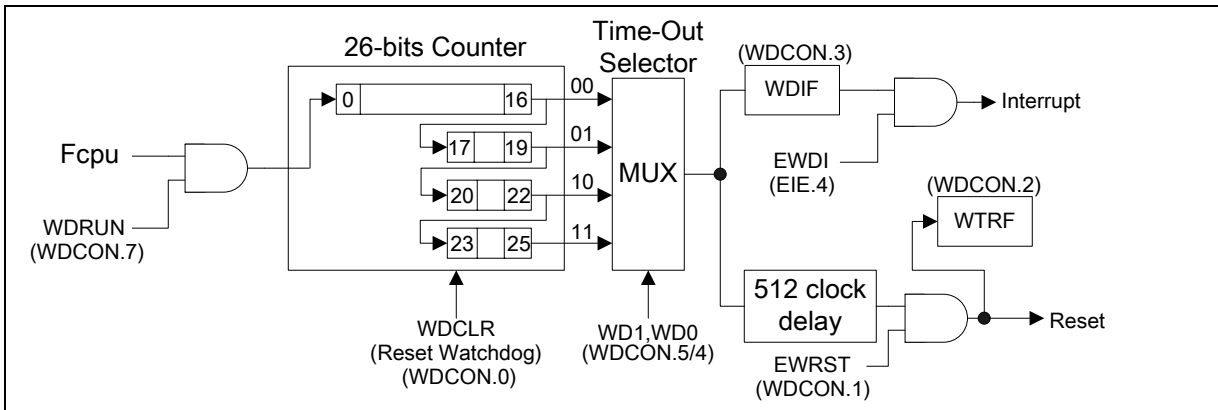 26-bits Counter
Time-Out
Selector
(WDCON.3)
WDIF
Interrupt
0
16
00
17
19
01
20
22
10
23
25
11
MUX
Fcpu
WDRUN
(WDCON.7)
EWDI
(EIE.4)
(WDCON.2)
WTRF
512 clock
delay
Reset
WDCLR
(Reset Watchdog)
(WDCON.0)
WD1,WD0
(WDCON.5/4)
EWRST
(WDCON.1)